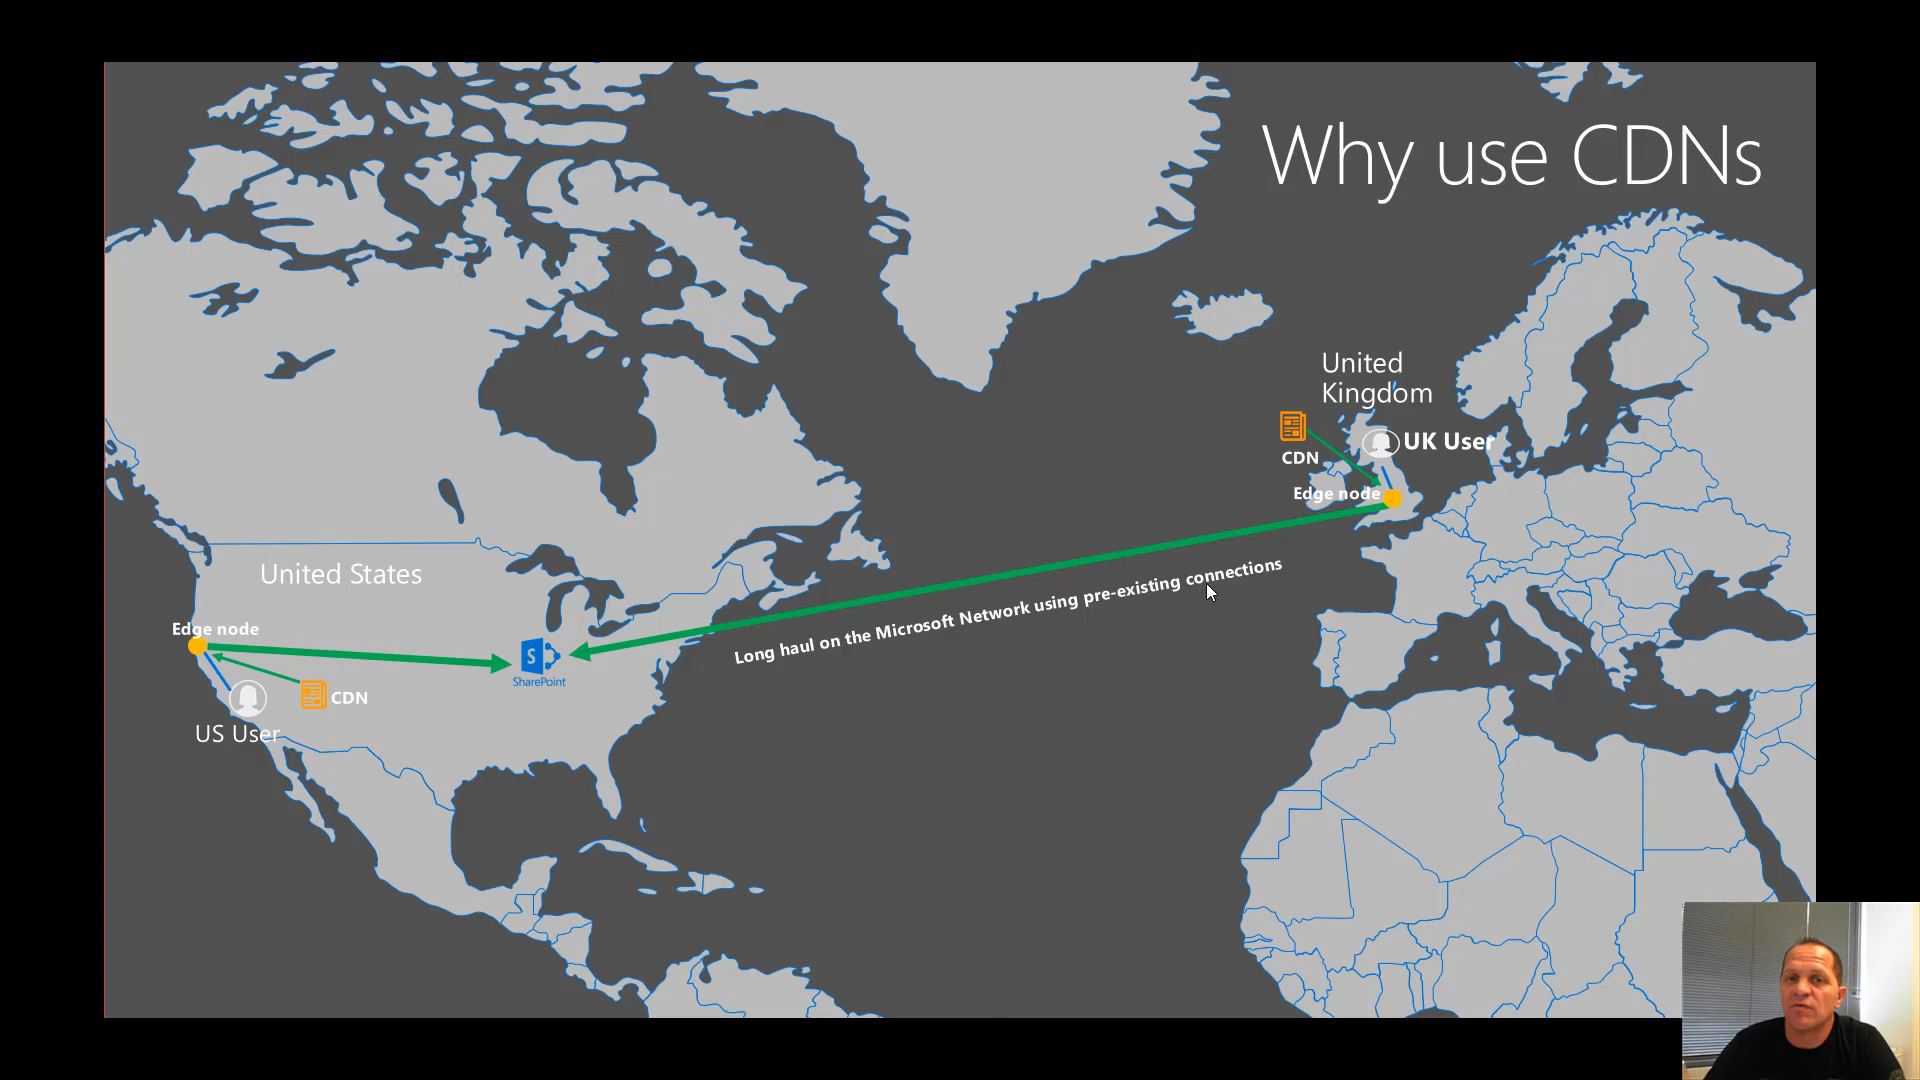 Why use CDNs
United
Kingdom
UK User
CDN
Edge node
Long haul on the Microsoft Network using pre-existing connections
United States
Edge node
S
SharePoint
CDN
US User